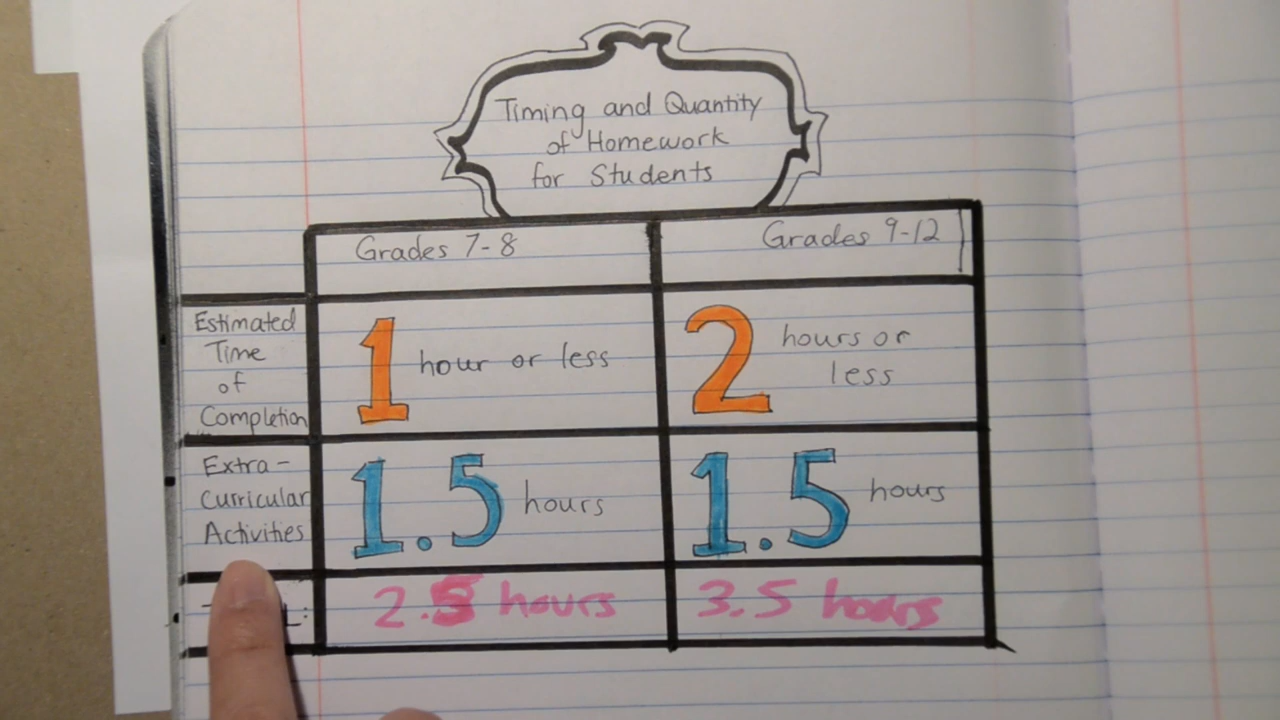 Timing and Quantity
of Homework
for Students
Grades 7-8
Grades 9-12
Estimated
Time
of
Completion
1 hour or less
2 hours or
less
Extra-
Curricular
Activities
1.5 hours
1.5 hours
2.5 hours
3.5 hours